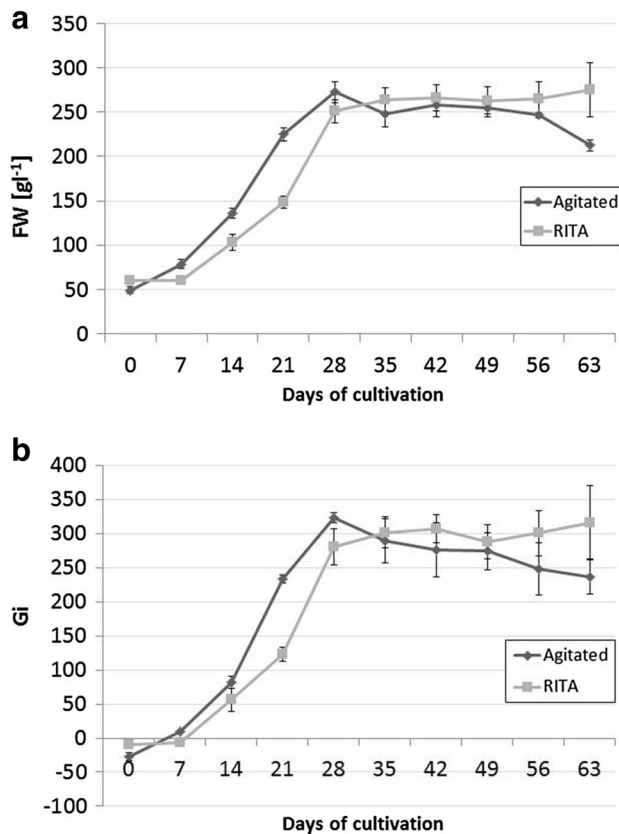 a
350
300
250
200
150
100
50
0
FW [gl⁻¹]
Agitated
RITA
0 7 14 21 28 35 42 49 56 63
Days of cultivation
b
400
350
300
250
200
150
100
50
0
-50
-100
Gi
Agitated
RITA
0 7 14 21 28 35 42 49 56 63
Days of cultivation